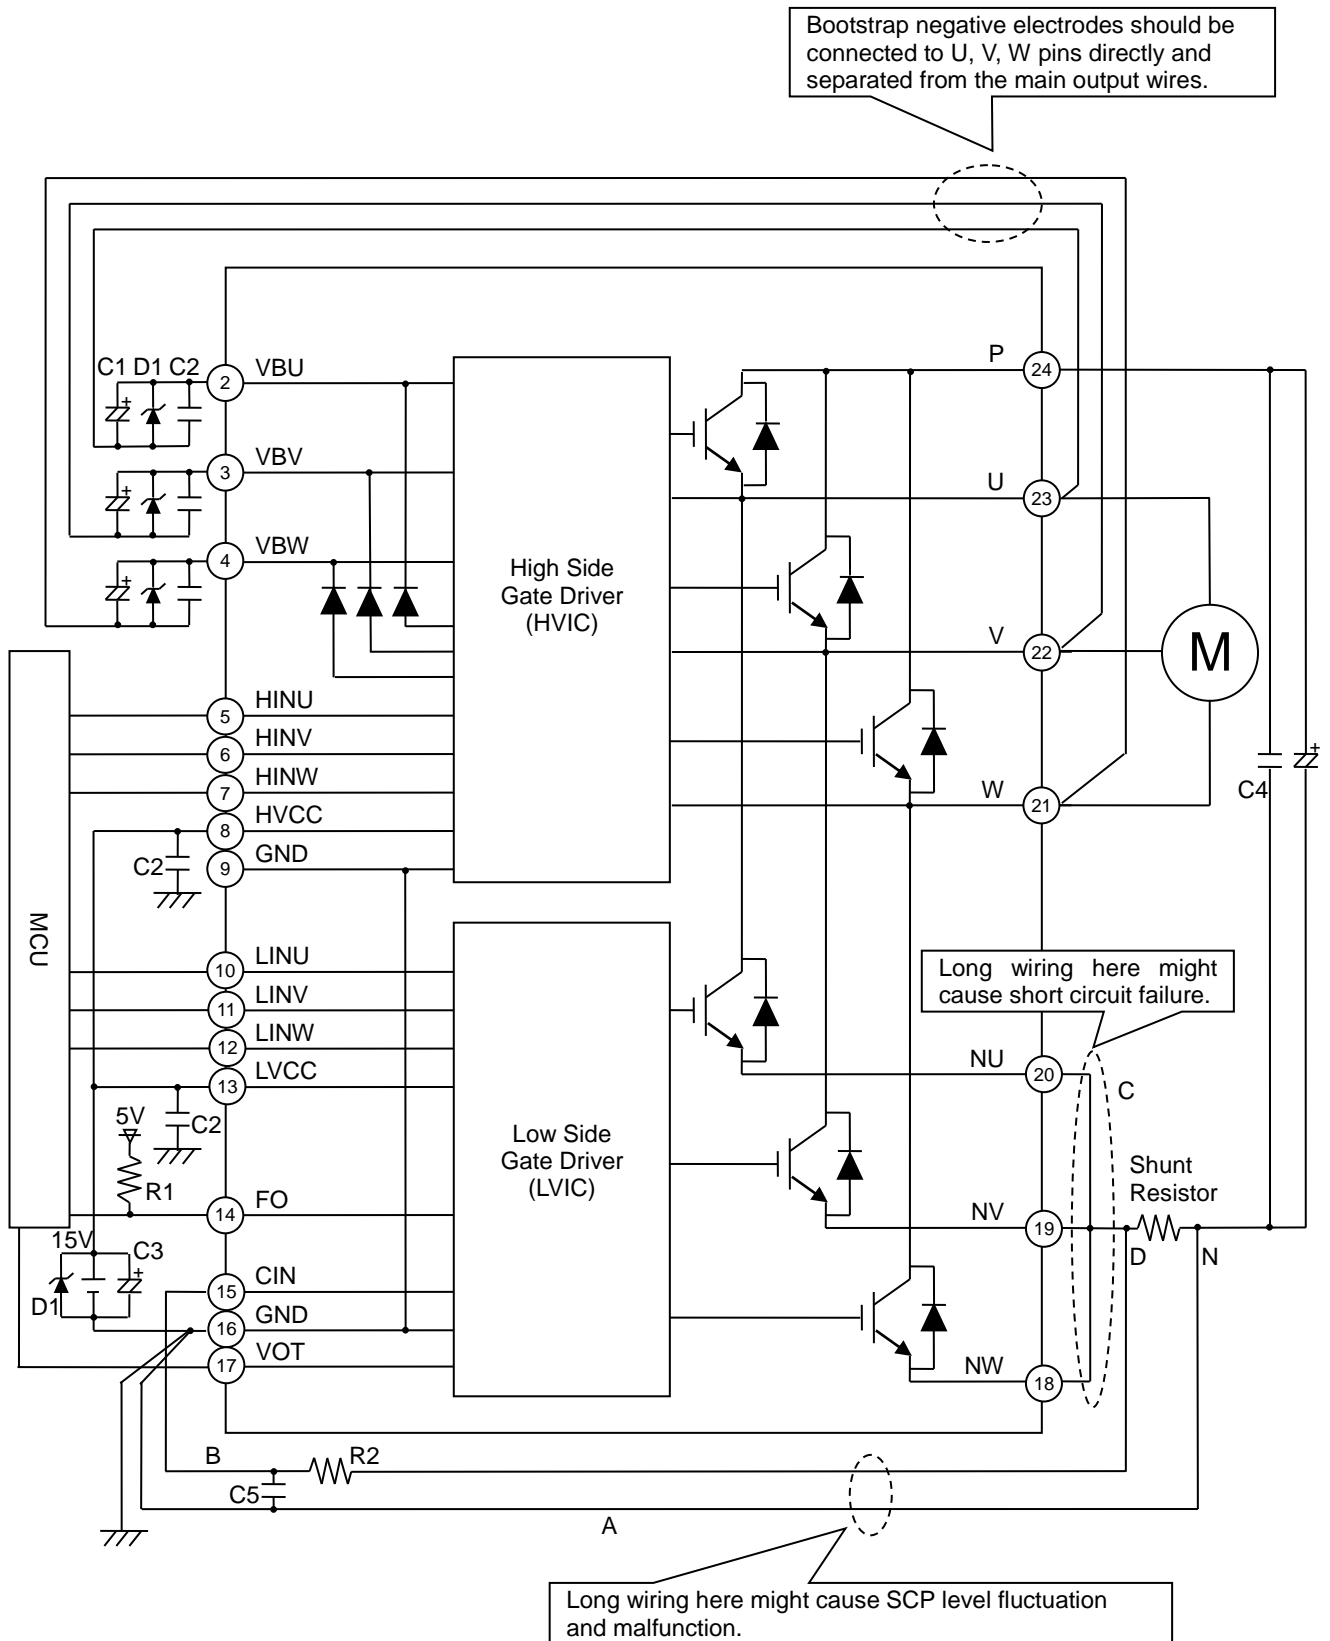 Bootstrap negative electrodes should be
connected to U, V, W pins directly and
separated from the main output wires.
C1 D1 C2
+
2
VBU
P
24
+
3
VBV
U
23
+
4
VBW
High Side
Gate Driver
(HVIC)
V
22
M
5
HINU
6
HINV
7
HINW
W
21
C4
+
8
HVCC
C2
9
GND
MCU
10
LINU
11
LINV
12
LINW
13
LVCC
C2
Long wiring here might
cause short circuit failure.
NU
20
C
5V
R1
Low Side
Gate Driver
(LVIC)
Shunt
Resistor
14
FO
NV
19
D
N
15V
C3
+
D1
15
CIN
16
GND
17
VOT
NW
18
B
R2
C5
A
Long wiring here might cause SCP level fluctuation
and malfunction.